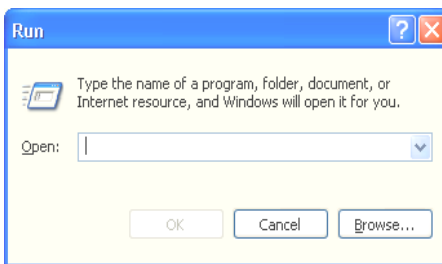 Run
Type the name of a program, folder, document, or
Internet resource, and Windows will open it for you.
Open:
OK
Cancel
Browse...